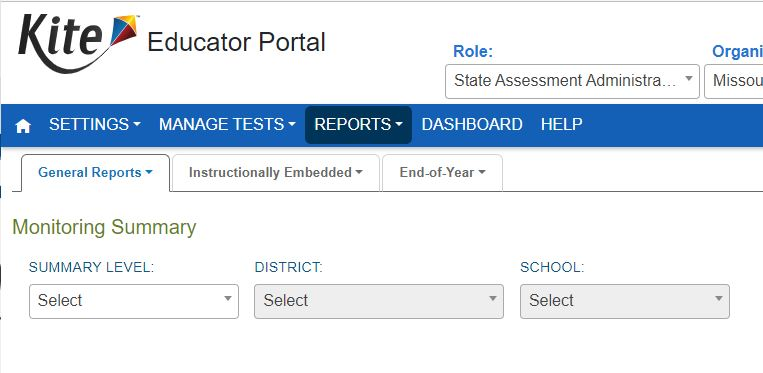 Kite Educator Portal
Role:
Organi
State Assessment Administra...
Missou
SETTINGS MANAGE TESTS REPORTS DASHBOARD HELP
General Reports Instructionally Embedded End-of-Year
Monitoring Summary
SUMMARY LEVEL: DISTRICT: SCHOOL:
Select Select Select